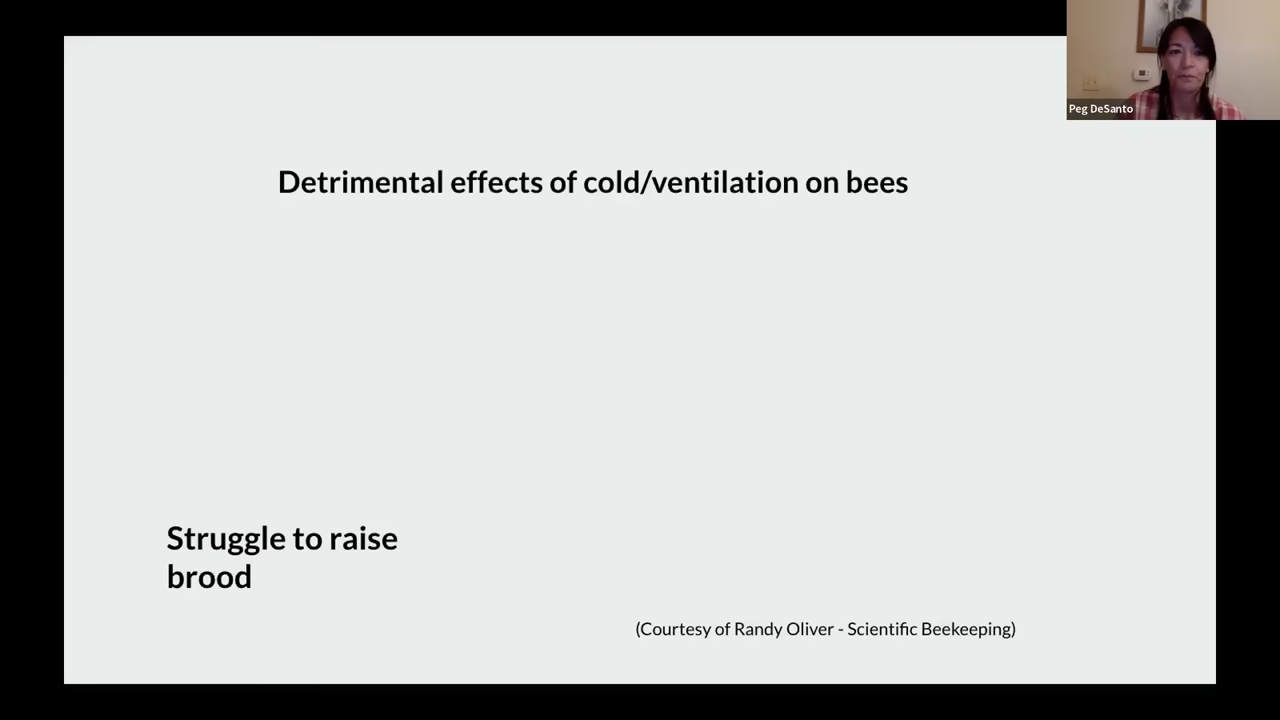 Peg DeSanto
Detrimental effects of cold/ventilation on bees
Struggle to raise
brood
(Courtesy of Randy Oliver - Scientific Beekeeping)